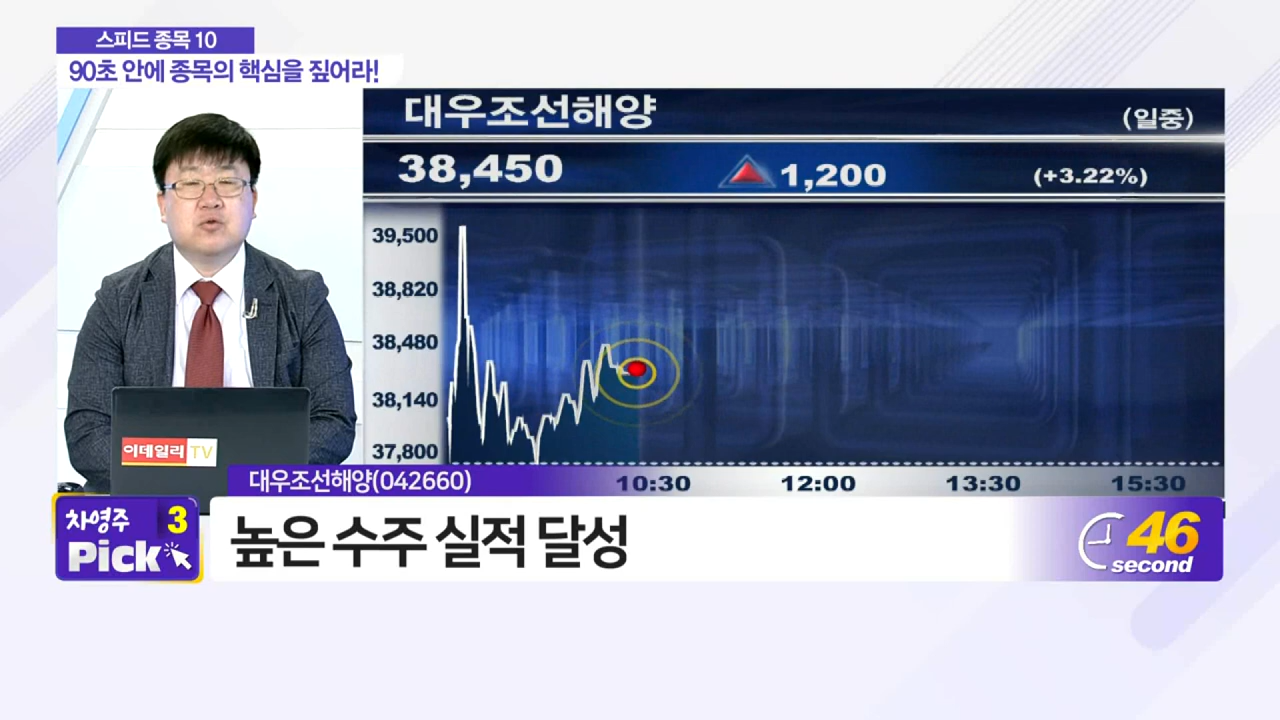 스피드 종목 10
90초 안에 종목의 핵심을 짚어라!
대우조선해양
(일중)
38,450
1,200
(+3.22%)
39,500
38,820
38,480
38,140
37,800
10:30
12:00
13:30
15:30
이데일리TV
대우조선해양(042660)
차영주
3
Pick
높은 수주 실적 달성
46
second